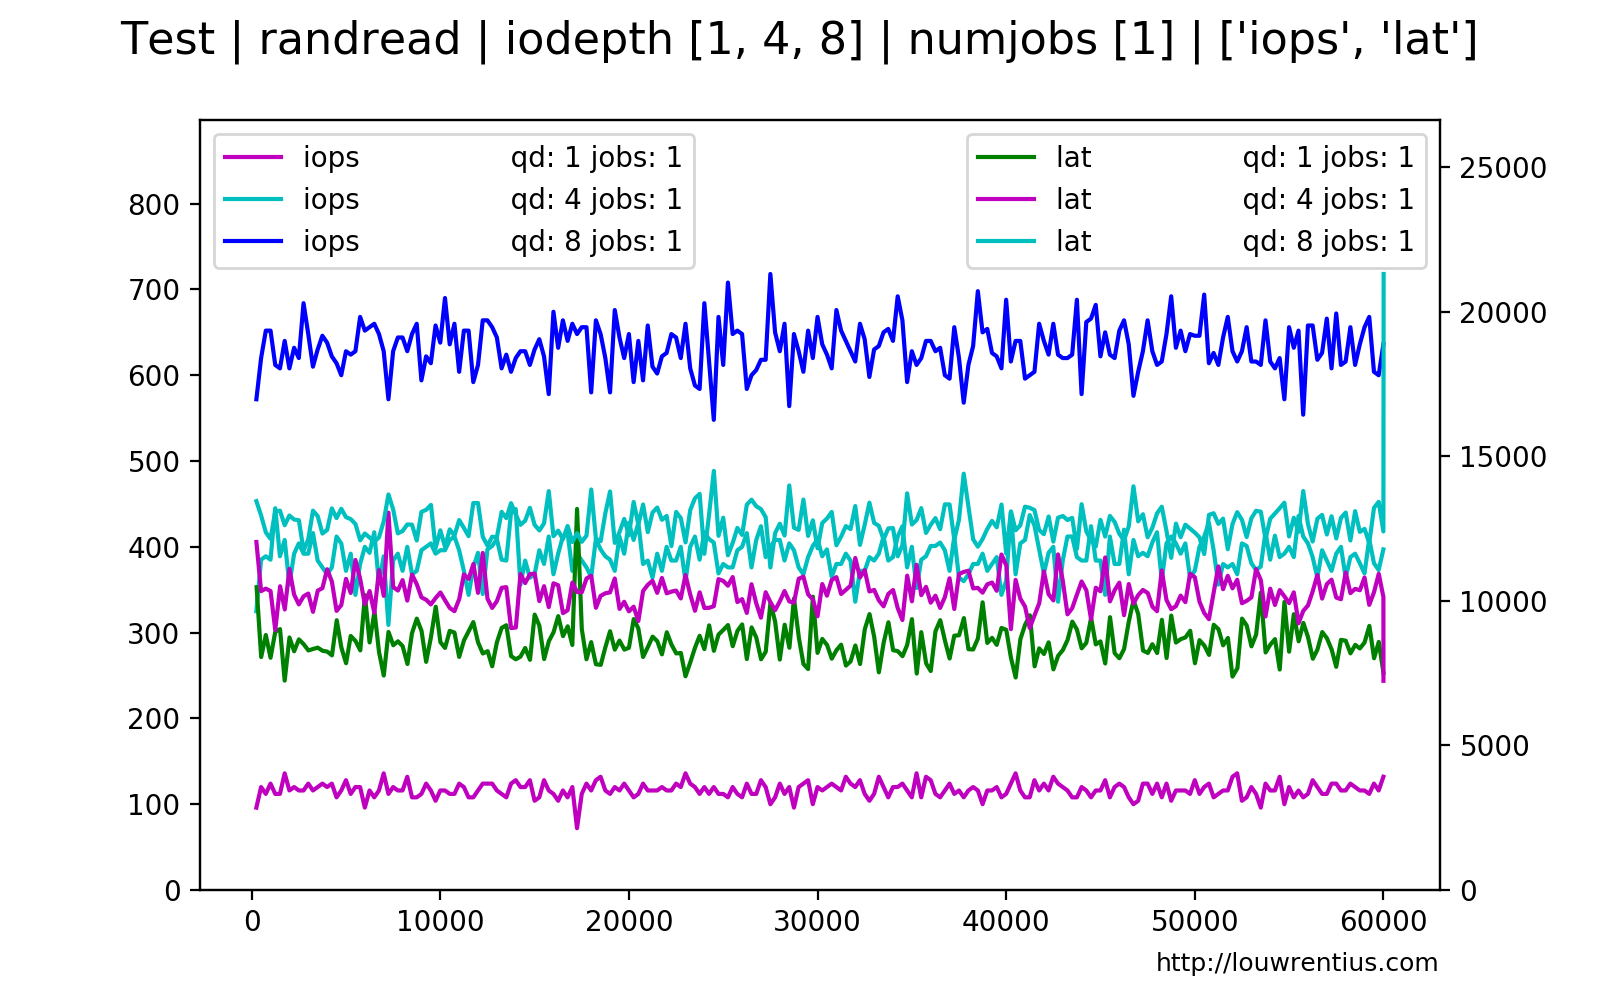 Test | randread | iodepth [1, 4, 8] | numjobs [1] | ['iops', 'lat']
iops qd: 1 jobs: 1
iops qd: 4 jobs: 1
iops qd: 8 jobs: 1
lat qd: 1 jobs: 1
lat qd: 4 jobs: 1
lat qd: 8 jobs: 1
800
700
600
500
400
300
200
100
0
25000
20000
15000
10000
5000
0
0 10000 20000 30000 40000 50000 60000
http://louwrentius.com